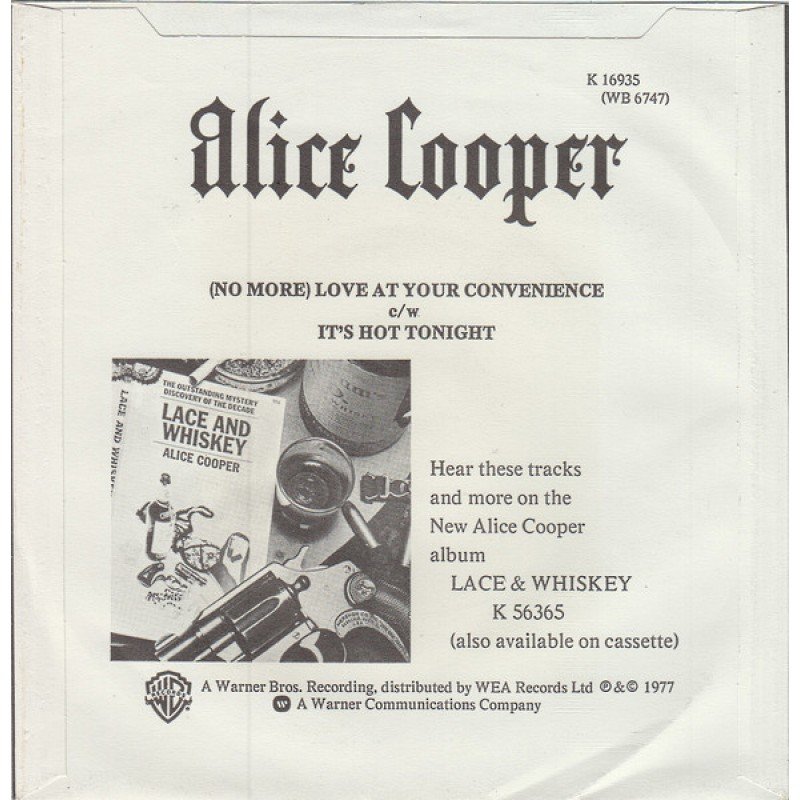 K 16935
(WB 6747)
Alice Cooper
(NO MORE) LOVE AT YOUR CONVENIENCE
c/w
IT'S HOT TONIGHT
THE OUTSTANDING MYSTERY
DISCOVERY OF THE DECADE
LACE AND
WHISKEY
ALICE COOPER
LACE AND WHISKEY
Hear these tracks
and more on the
New Alice Cooper
album
LACE & WHISKEY
K 56365
(also available on cassette)
A Warner Bros. Recording, distributed by WEA Records Ltd ℗&© 1977
A Warner Communications Company